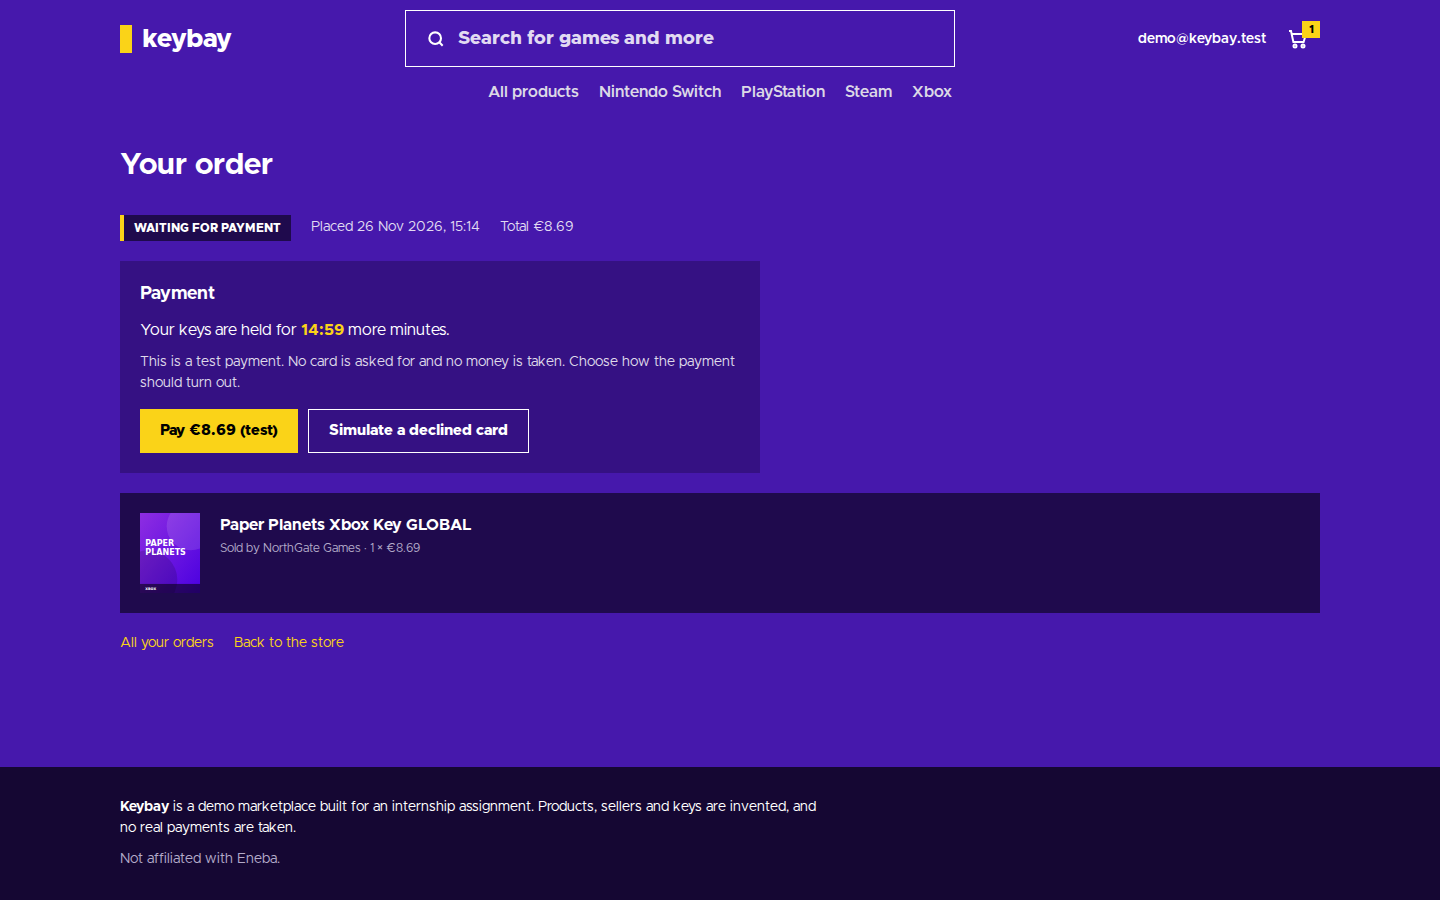 keybay
Search for games and more
demo@keybay.test
1
All products
Nintendo Switch
PlayStation
Steam
Xbox
Your order
WAITING FOR PAYMENT
Placed 26 Nov 2026, 15:14
Total €8.69
Payment
Your keys are held for 14:59 more minutes.
This is a test payment. No card is asked for and no money is taken. Choose how the payment
should turn out.
Pay €8.69 (test)
Simulate a declined card
PAPER
PLANETS
XBOX
Paper Planets Xbox Key GLOBAL
Sold by NorthGate Games · 1 × €8.69
All your orders
Back to the store
Keybay is a demo marketplace built for an internship assignment. Products, sellers and keys are invented, and
no real payments are taken.
Not affiliated with Eneba.